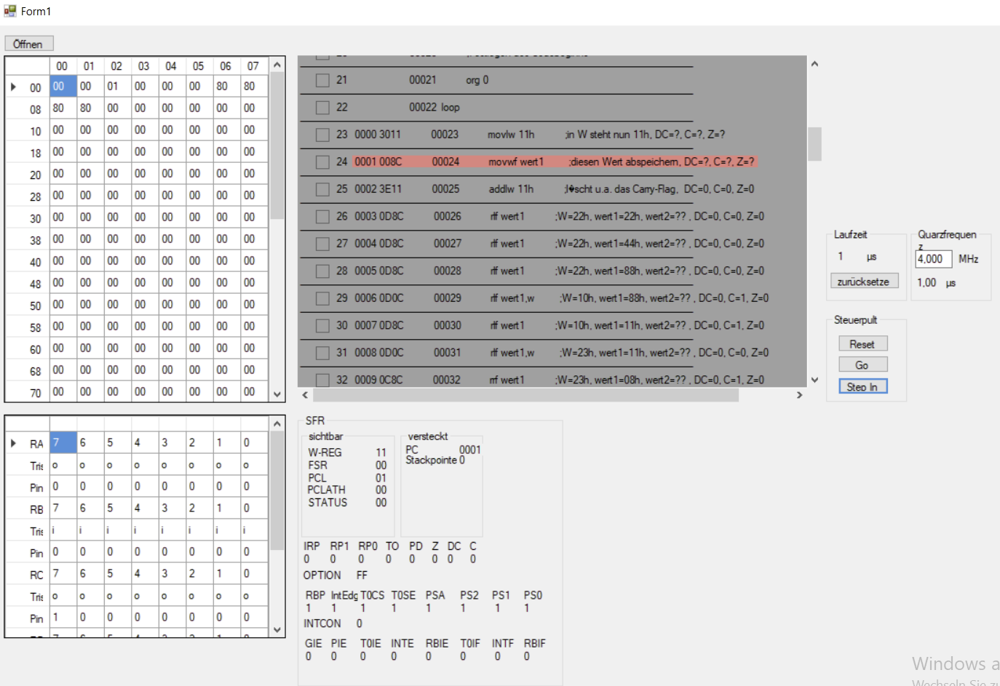 Form1
Öffnen
00 01 02 03 04 05 06 07
00 00 00 01 00 00 00 80 80
08 80 80 00 00 00 00 00 00
10 00 00 00 00 00 00 00 00
18 00 00 00 00 00 00 00 00
20 00 00 00 00 00 00 00 00
28 00 00 00 00 00 00 00 00
30 00 00 00 00 00 00 00 00
38 00 00 00 00 00 00 00 00
40 00 00 00 00 00 00 00 00
48 00 00 00 00 00 00 00 00
50 00 00 00 00 00 00 00 00
58 00 00 00 00 00 00 00 00
60 00 00 00 00 00 00 00 00
68 00 00 00 00 00 00 00 00
70 00 00 00 00 00 00 00 00
21 00021 org 0
22 00022 loop
23 0000 3011 00023 movlw 11h ;in W steht nun 11h, DC=?, C=?, Z=?
24 0001 008C 00024 movwf wert1 ;diesen Wert abspeichern, DC=?, C=?, Z=?
25 0002 3E11 00025 addlw 11h ;l�scht u.a. das Carry-Flag, DC=0, C=0, Z=0
26 0003 0D8C 00026 rlf wert1 ;W=22h, wert1=22h, wert2=?? , DC=0, C=0, Z=0
27 0004 0D8C 00027 rlf wert1 ;W=22h, wert1=44h, wert2=?? , DC=0, C=0, Z=0
28 0005 0D8C 00028 rlf wert1 ;W=22h, wert1=88h, wert2=?? , DC=0, C=0, Z=0
29 0006 0D0C 00029 rlf wert1,w ;W=10h, wert1=88h, wert2=?? , DC=0, C=1, Z=0
30 0007 0D8C 00030 rlf wert1 ;W=10h, wert1=11h, wert2=?? , DC=0, C=1, Z=0
31 0008 0D0C 00031 rlf wert1,w ;W=23h, wert1=11h, wert2=?? , DC=0, C=0, Z=0
32 0009 0C8C 00032 rrf wert1 ;W=23h, wert1=08h, wert2=?? , DC=0, C=1, Z=0
Laufzeit
1 µs
zurücksetze
Quarzfrequen
z
4,000 MHz
1,00 µs
Steuerpult
Reset
Go
Step In
RA 7 6 5 4 3 2 1 0
Tris o o o o o o o o
Pin 0 0 0 0 0 0 0 0
RB 7 6 5 4 3 2 1 0
Tris i i i i i i i i
Pin 0 0 0 0 0 0 0 0
RC 7 6 5 4 3 2 1 0
Tris o o o o o o o o
Pin 1 0 0 0 0 0 0 0
SFR
sichtbar
W-REG 11
FSR 00
PCL 01
PCLATH 00
STATUS 00
versteckt
PC 0001
Stackpointe 0
IRP RP1 RP0 TO PD Z DC C
0 0 0 0 0 0 0 0
OPTION FF
RBP IntEdg T0CS T0SE PSA PS2 PS1 PS0
1 1 1 1 1 1 1 1
INTCON 0
GIE PIE T0IE INTE RBIE T0IF INTF RBIF
0 0 0 0 0 0 0 0
Windows a
Wechseln Sie zu